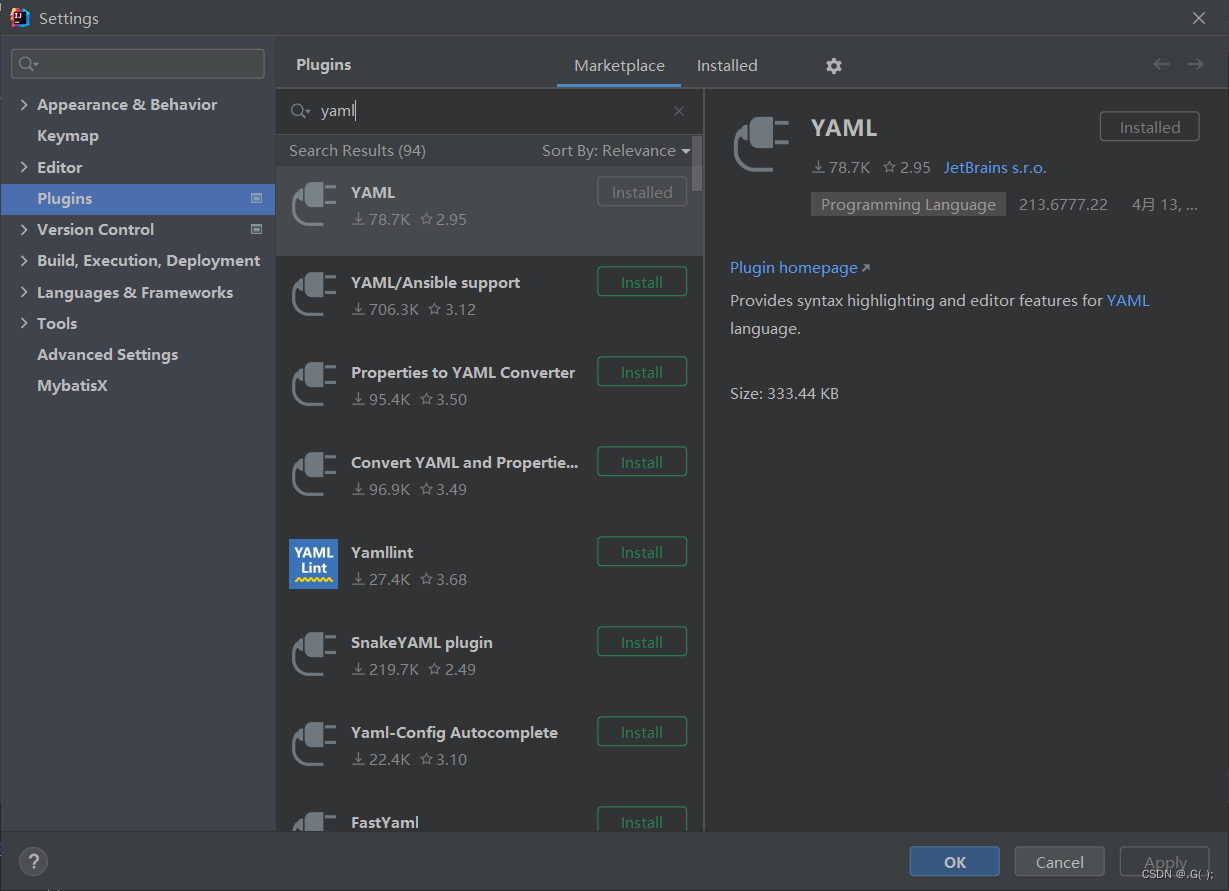 Settings
Plugins
Marketplace
Installed
Appearance & Behavior
Keymap
Editor
Plugins
Version Control
Build, Execution, Deployment
Languages & Frameworks
Tools
Advanced Settings
MybatisX
yaml
Search Results (94)
Sort By: Relevance
YAML
Installed
78.7K 2.95
YAML/Ansible support
Install
706.3K 3.12
Properties to YAML Converter
Install
95.4K 3.50
Convert YAML and Propertie...
Install
96.9K 3.49
YAML
Lint
Yamllint
Install
27.4K 3.68
SnakeYAML plugin
Install
219.7K 2.49
Yaml-Config Autocomplete
Install
22.4K 3.10
FastYaml
Install
YAML
Installed
78.7K 2.95 JetBrains s.r.o.
Programming Language 213.6777.22 4月 13, ...
Plugin homepage
Provides syntax highlighting and editor features for YAML
language.
Size: 333.44 KB
?
OK
Cancel
Apply
CSDN @.G( );